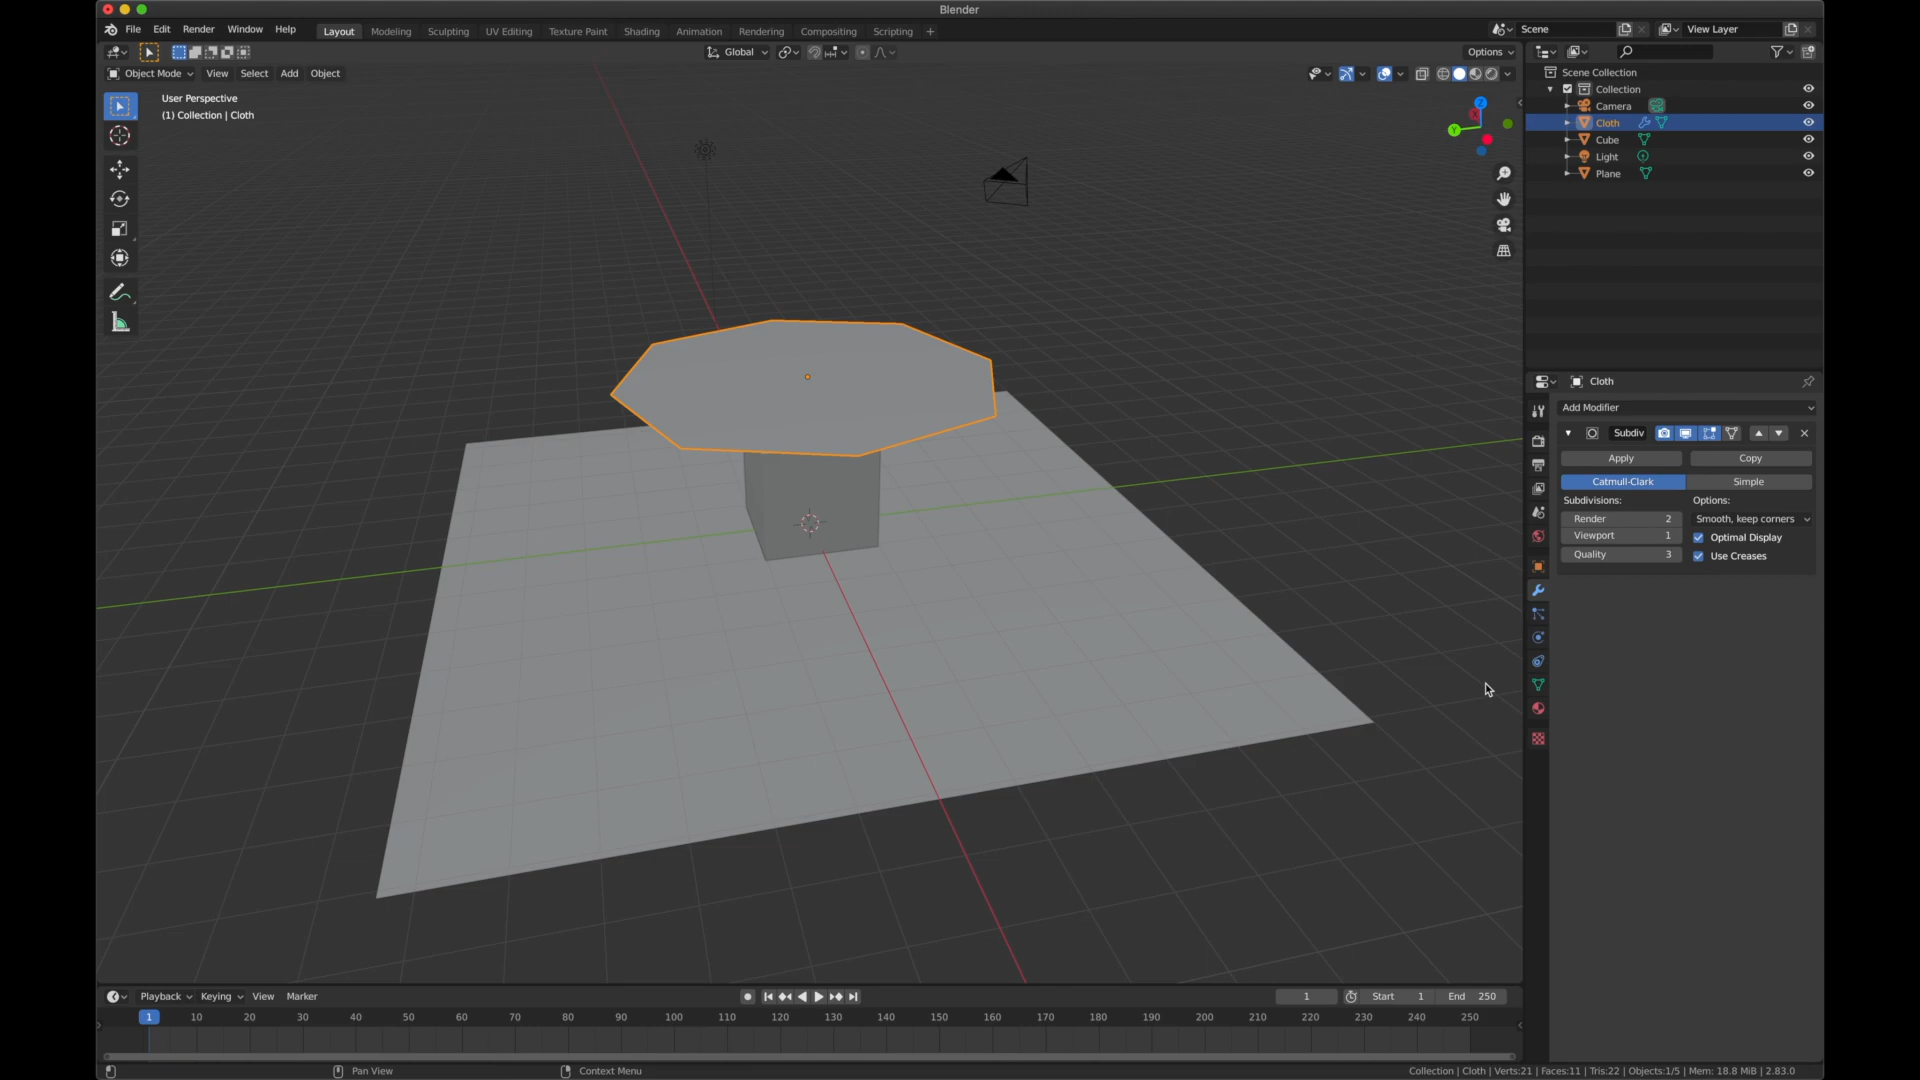 Blender
File Edit Render Window Help Layout Modeling Sculpting UV Editing Texture Paint Shading Animation Rendering Compositing Scripting + Scene View Layer
Global Options
Object Mode View Select Add Object
User Perspective
(1) Collection | Cloth
Z
Y
Scene Collection
Collection
Camera
Cloth
Cube
Light
Plane
Cloth
Add Modifier
Subdiv
Apply Copy
Catmull-Clark Simple
Subdivisions: Options:
Render 2 Smooth, keep corners
Viewport 1 Optimal Display
Quality 3 Use Creases
Playback Keying View Marker 1 Start 1 End 250
1 10 20 30 40 50 60 70 80 90 100 110 120 130 140 150 160 170 180 190 200 210 220 230 240 250
Pan View Context Menu Collection | Cloth | Verts:21 | Faces:11 | Tris:22 | Objects:1/5 | Mem: 18.8 MiB | 2.83.0